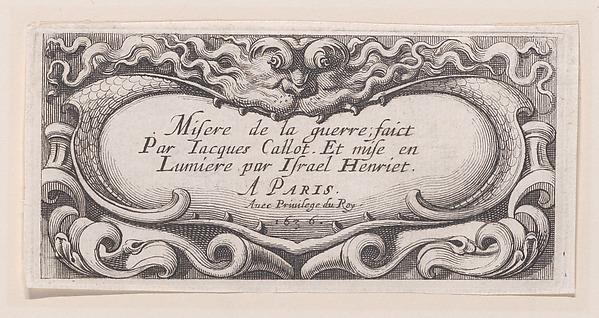 Misere de la guerre; faict
Par Iacques Callot. Et mise en
Lumiere par Israel Henriet.
A PARIS.
Auec Priuilege du Roy
1636.